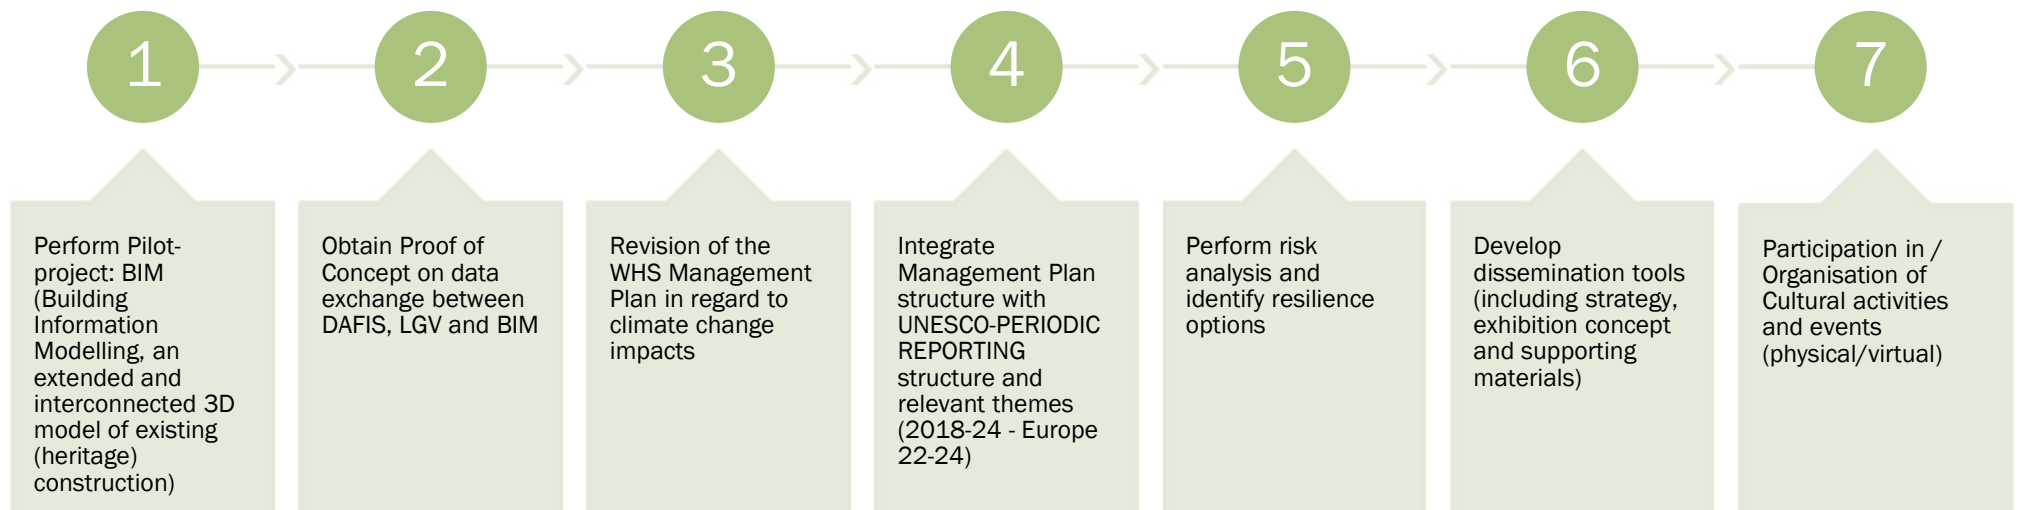 1
2
3
4
5
6
7
Perform Pilot-
project: BIM
(Building
Information
Modelling, an
extended and
interconnected 3D
model of existing
(heritage)
construction)
Obtain Proof of
Concept on data
exchange between
DAFIS, LGV and BIM
Revision of the
WHS Management
Plan in regard to
climate change
impacts
Integrate
Management Plan
structure with
UNESCO-PERIODIC
REPORTING
structure and
relevant themes
(2018-24 - Europe
22-24)
Perform risk
analysis and
identify resilience
options
Develop
dissemination tools
(including strategy,
exhibition concept
and supporting
materials)
Participation in /
Organisation of
Cultural activities
and events
(physical/virtual)